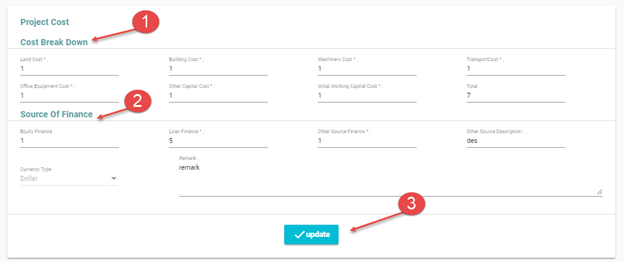 Project Cost
1
Cost Break Down
Land Cost * : Building Cost * : Machinery Cost * : TransportCost * :
1 1 1 1
Office Equipment Cost * : Other Capital Cost * : Initial Working Capital Cost * : Total
1 1 1 7
2
Source Of Finance
Equity Finance Loan Finance * : Other Source Finance * : Other Source Description :
1 5 1 des
Remark :
Currency Type remark
Dollar
3
update